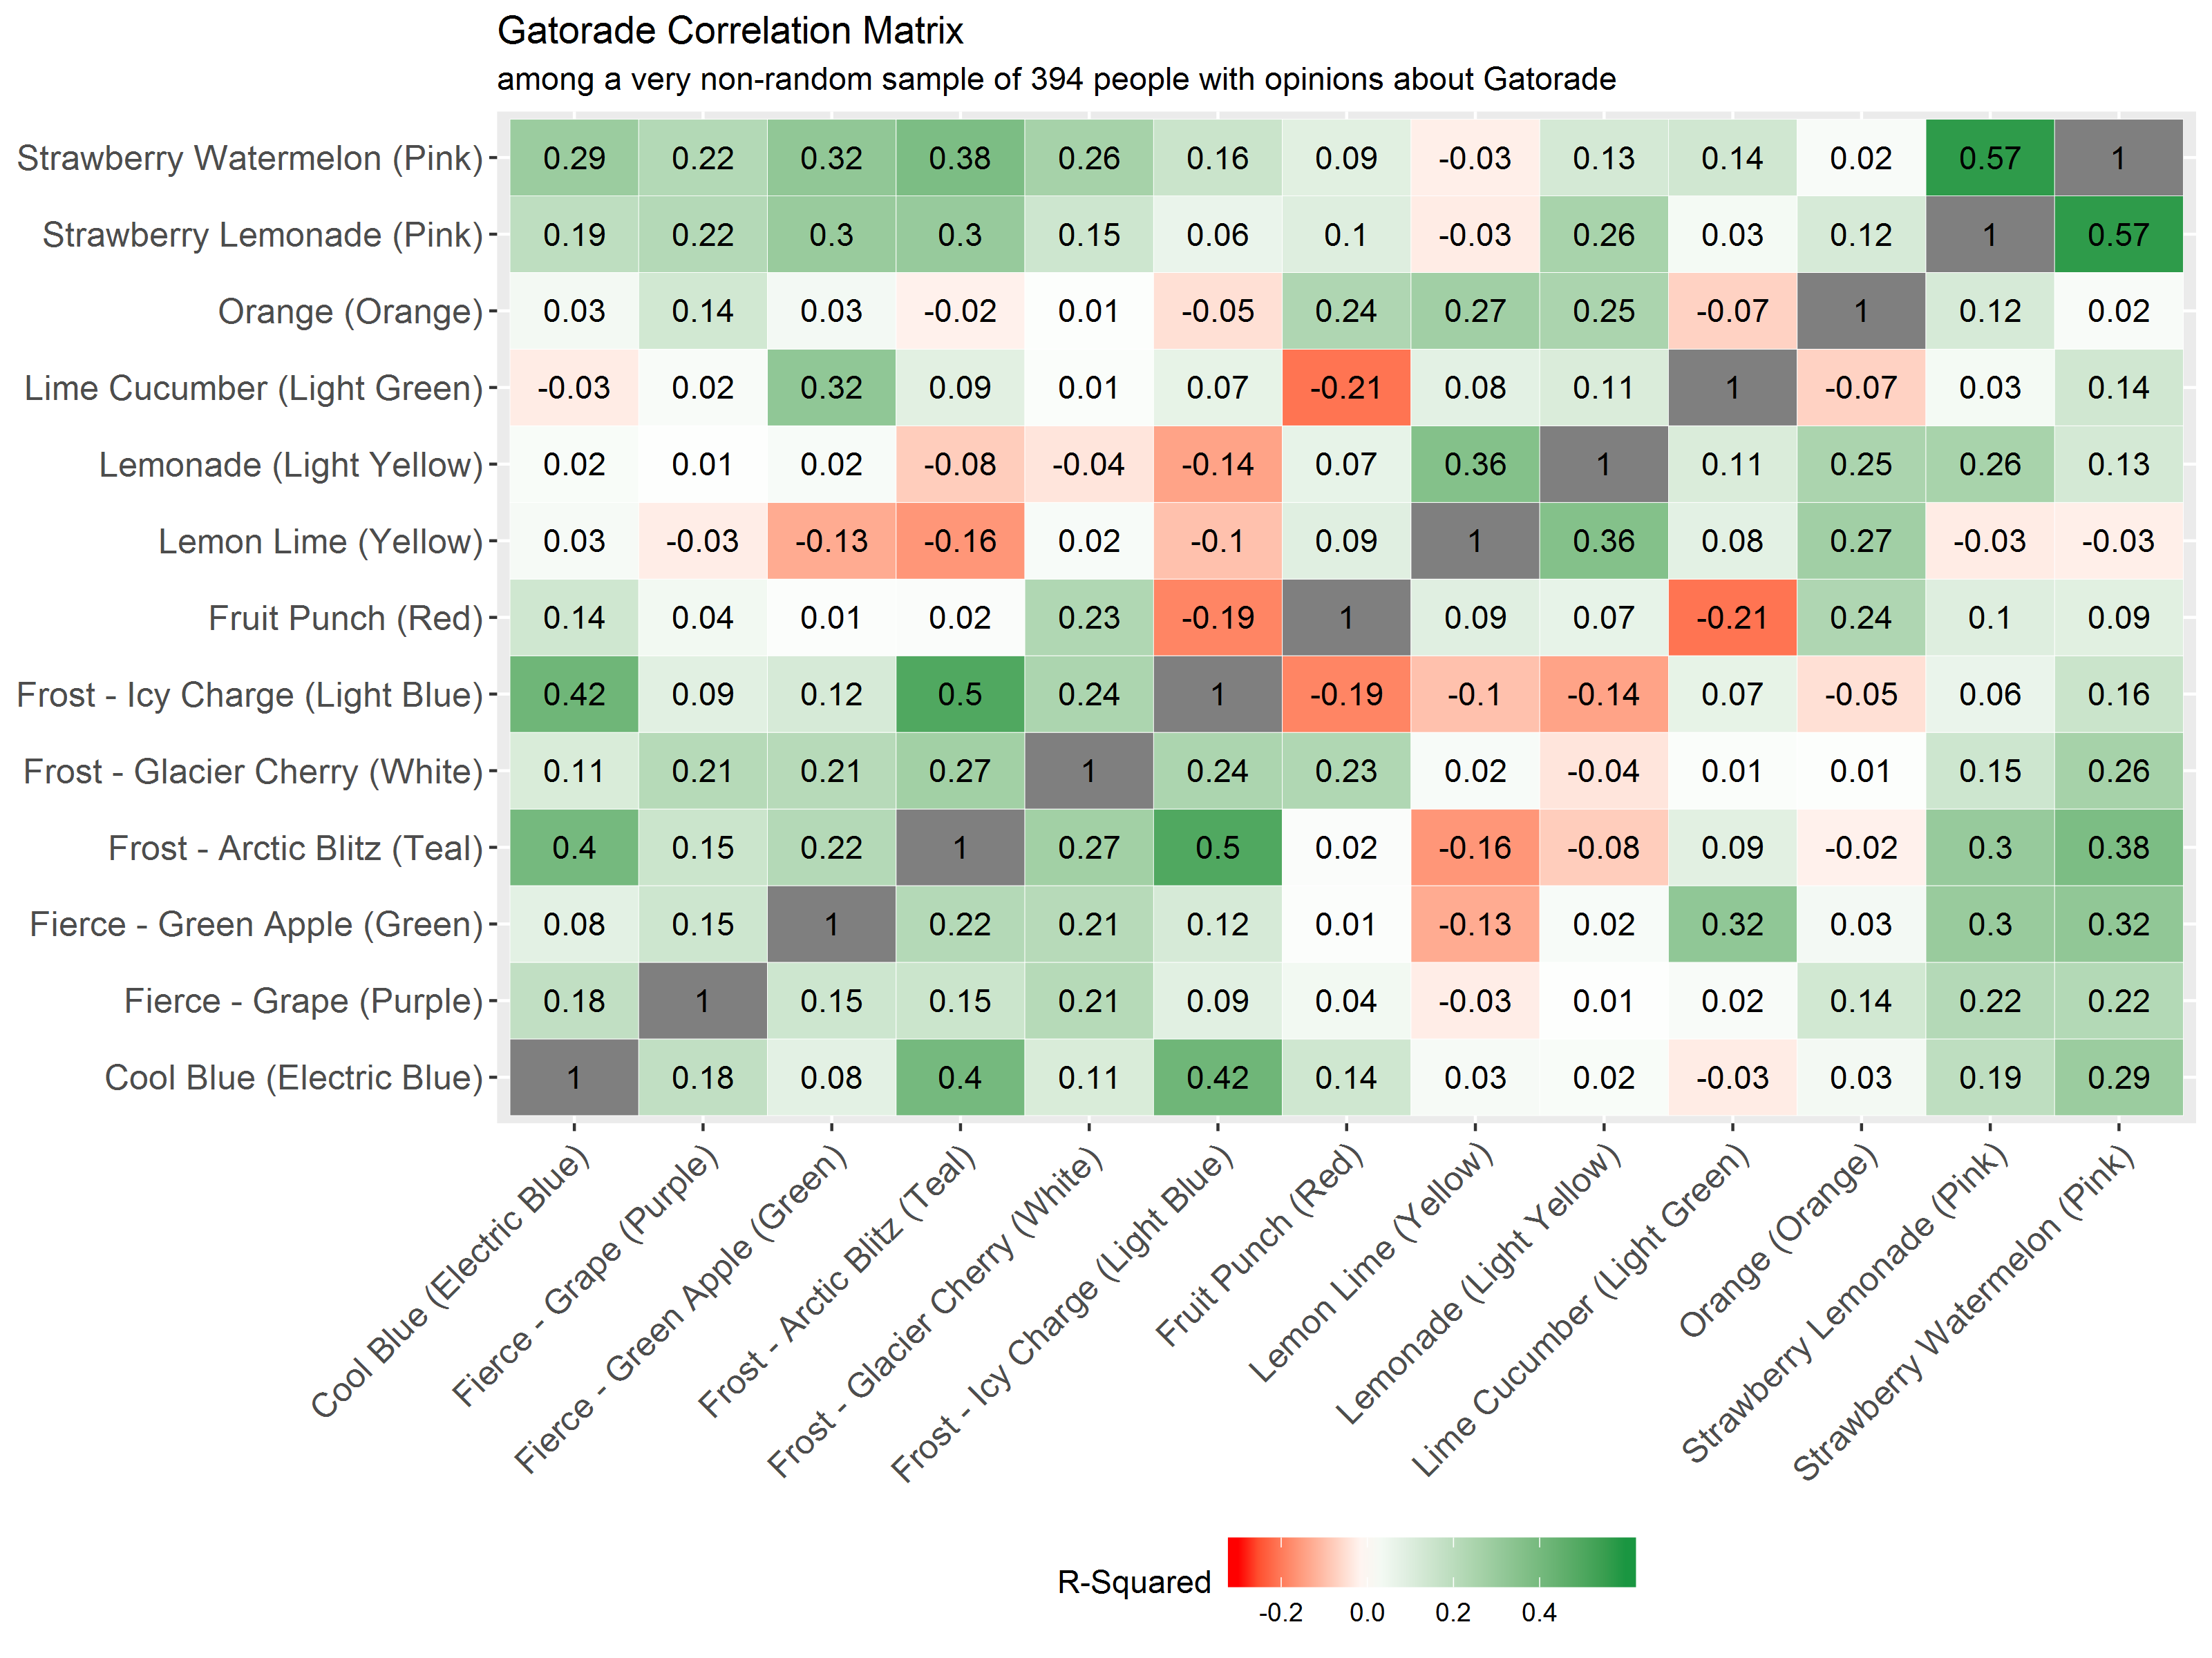 Gatorade Correlation Matrix
among a very non-random sample of 394 people with opinions about Gatorade
Strawberry Watermelon (Pink) 0.29 0.22 0.32 0.38 0.26 0.16 0.09 -0.03 0.13 0.14 0.02 0.57 1
Strawberry Lemonade (Pink) 0.19 0.22 0.3 0.3 0.15 0.06 0.1 -0.03 0.26 0.03 0.12 1 0.57
Orange (Orange) 0.03 0.14 0.03 -0.02 0.01 -0.05 0.24 0.27 0.25 -0.07 1 0.12 0.02
Lime Cucumber (Light Green) -0.03 0.02 0.32 0.09 0.01 0.07 -0.21 0.08 0.11 1 -0.07 0.03 0.14
Lemonade (Light Yellow) 0.02 0.01 0.02 -0.08 -0.04 -0.14 0.07 0.36 1 0.11 0.25 0.26 0.13
Lemon Lime (Yellow) 0.03 -0.03 -0.13 -0.16 0.02 -0.1 0.09 1 0.36 0.08 0.27 -0.03 -0.03
Fruit Punch (Red) 0.14 0.04 0.01 0.02 0.23 -0.19 1 0.09 0.07 -0.21 0.24 0.1 0.09
Frost - Icy Charge (Light Blue) 0.42 0.09 0.12 0.5 0.24 1 -0.19 -0.1 -0.14 0.07 -0.05 0.06 0.16
Frost - Glacier Cherry (White) 0.11 0.21 0.21 0.27 1 0.24 0.23 0.02 -0.04 0.01 0.01 0.15 0.26
Frost - Arctic Blitz (Teal) 0.4 0.15 0.22 1 0.27 0.5 0.02 -0.16 -0.08 0.09 -0.02 0.3 0.38
Fierce - Green Apple (Green) 0.08 0.15 1 0.22 0.21 0.12 0.01 -0.13 0.02 0.32 0.03 0.3 0.32
Fierce - Grape (Purple) 0.18 1 0.15 0.15 0.21 0.09 0.04 -0.03 0.01 0.02 0.14 0.22 0.22
Cool Blue (Electric Blue) 1 0.18 0.08 0.4 0.11 0.42 0.14 0.03 0.02 -0.03 0.03 0.19 0.29
Cool Blue (Electric Blue)
Fierce - Grape (Purple)
Fierce - Green Apple (Green)
Frost - Arctic Blitz (Teal)
Frost - Glacier Cherry (White)
Frost - Icy Charge (Light Blue)
Fruit Punch (Red)
Lemon Lime (Yellow)
Lemonade (Light Yellow)
Lime Cucumber (Light Green)
Orange (Orange)
Strawberry Lemonade (Pink)
Strawberry Watermelon (Pink)
R-Squared
-0.2 0.0 0.2 0.4